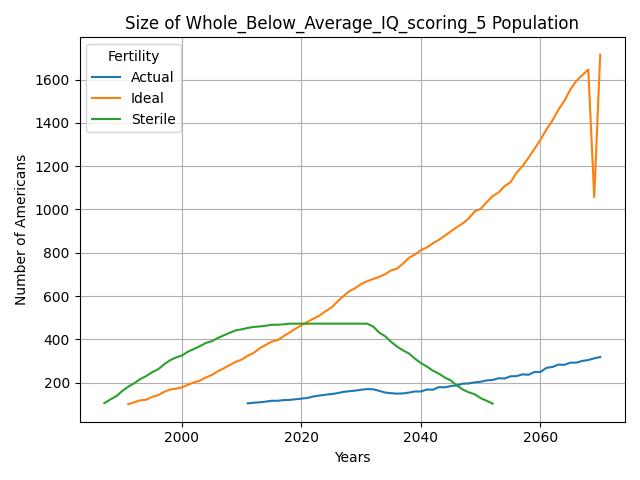 Size of Whole_Below_Average_IQ_scoring_5 Population
Fertility
Actual
Ideal
Sterile
Number of Americans
1600
1400
1200
1000
800
600
400
200
2000
2020
2040
2060
Years